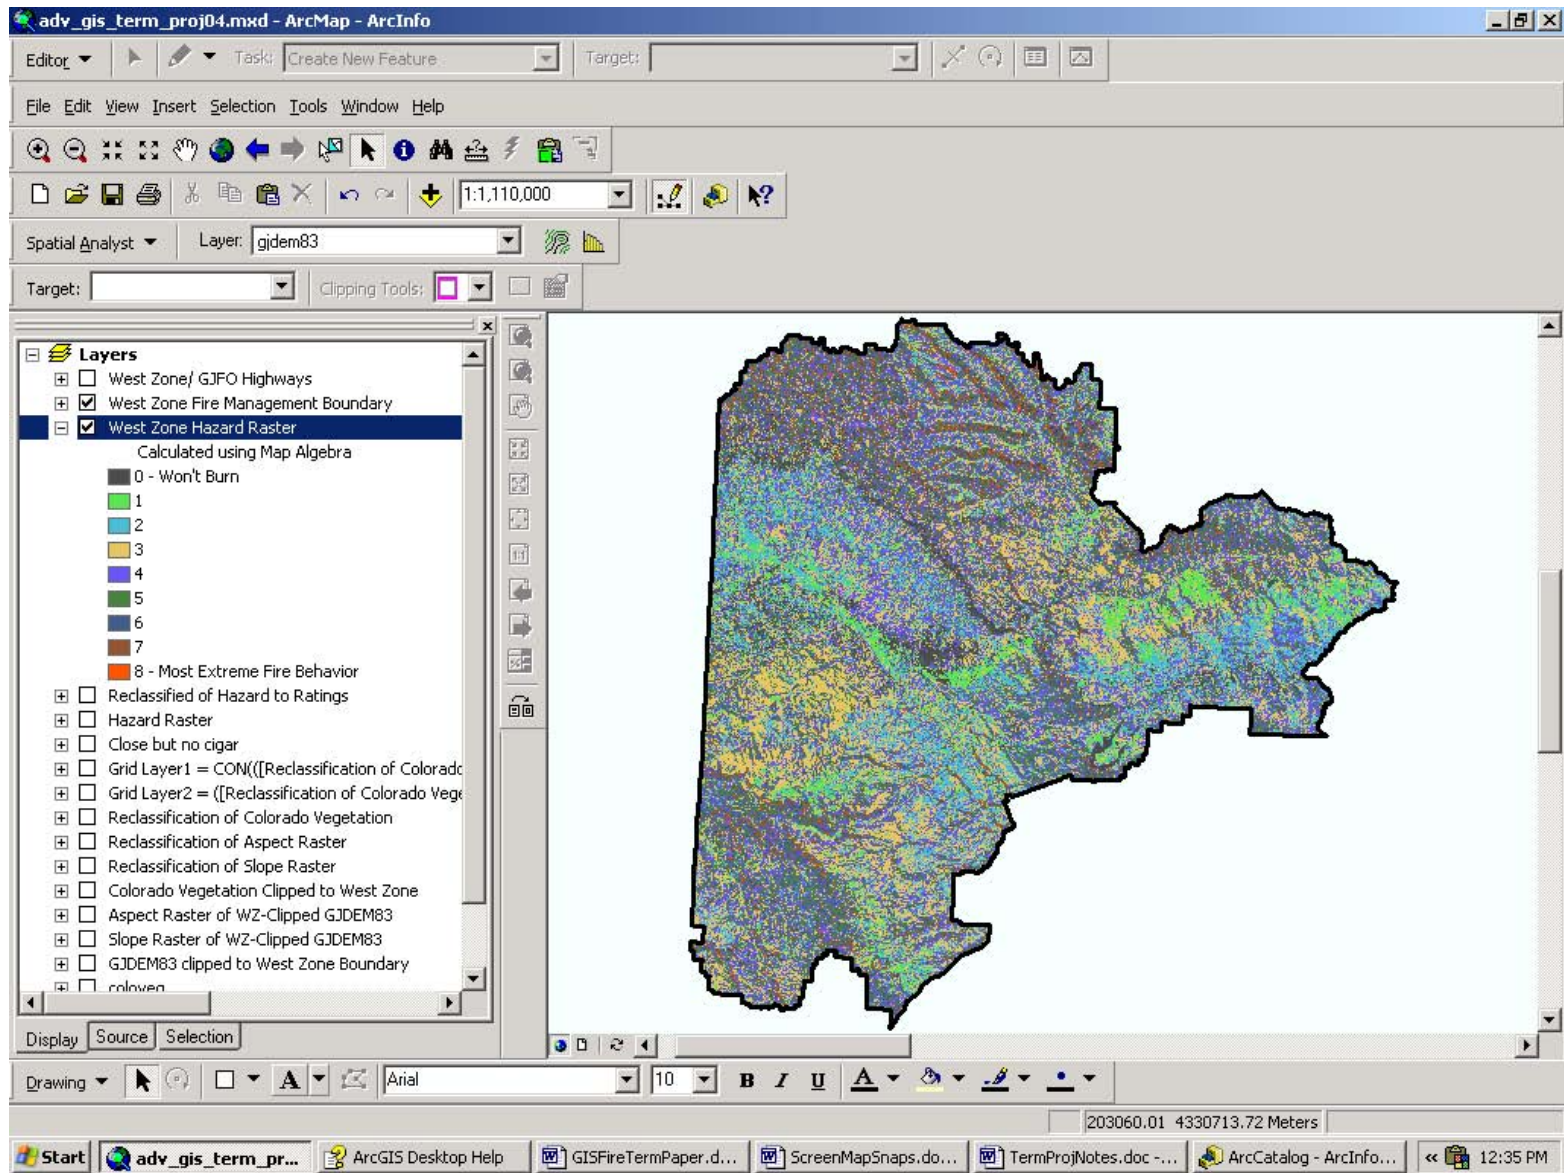 adv_gis_term_proj04.mxd - ArcMap - ArcInfo
Editor Task: Create New Feature Target:
File Edit View Insert Selection Tools Window Help
1:1,110,000
Spatial Analyst Layer: gjdem83
Target: Clipping Tools:
Layers
West Zone/ GJFO Highways
West Zone Fire Management Boundary
West Zone Hazard Raster
Calculated using Map Algebra
0 - Won't Burn
1
2
3
4
5
6
7
8 - Most Extreme Fire Behavior
Reclassified of Hazard to Ratings
Hazard Raster
Close but no cigar
Grid Layer1 = CON(([Reclassification of Colorado
Grid Layer2 = ([Reclassification of Colorado Vege
Reclassification of Colorado Vegetation
Reclassification of Aspect Raster
Reclassification of Slope Raster
Colorado Vegetation Clipped to West Zone
Aspect Raster of WZ-Clipped GJDEM83
Slope Raster of WZ-Clipped GJDEM83
GJDEM83 clipped to West Zone Boundary
coloveg
Display Source Selection
Drawing A Arial 10 B I U A
203060.01 4330713.72 Meters
Start adv_gis_term_pr... ArcGIS Desktop Help GISFireTermPaper.d... ScreenMapSnaps.do... TermProjNotes.doc -... ArcCatalog - ArcInfo... « 12:35 PM